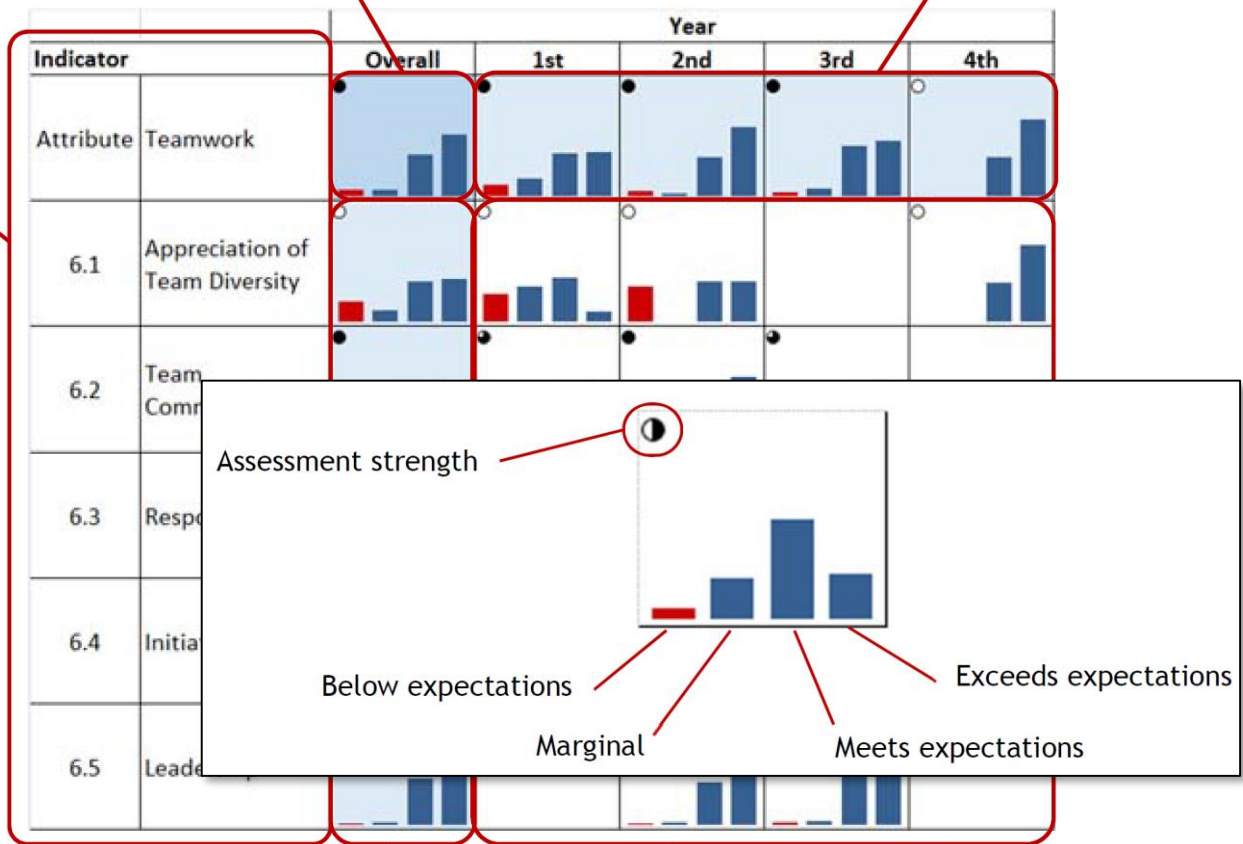 Year
Indicator Overall 1st 2nd 3rd 4th
Attribute Teamwork
6.1 Appreciation of
Team Diversity
6.2 Team
6.3
6.4
6.5
Assessment strength
Below expectations
Exceeds expectations
Marginal
Meets expectations